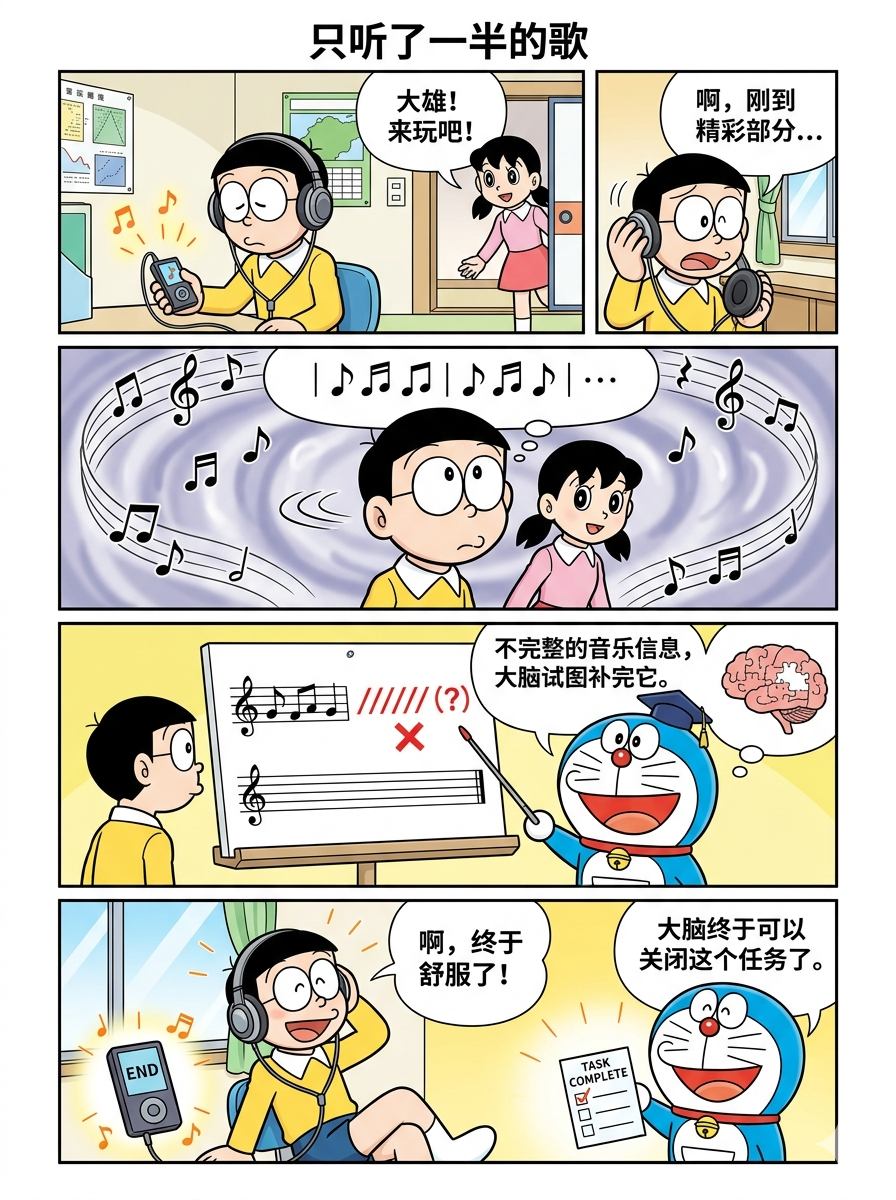 只听了一半的歌
大雄！
来玩吧！
啊，刚到
精彩部分…
不完整的音乐信息，
大脑试图补完它。
(?)
啊，终于
舒服了！
END
大脑终于可以
关闭这个任务了。
TASK
COMPLETE